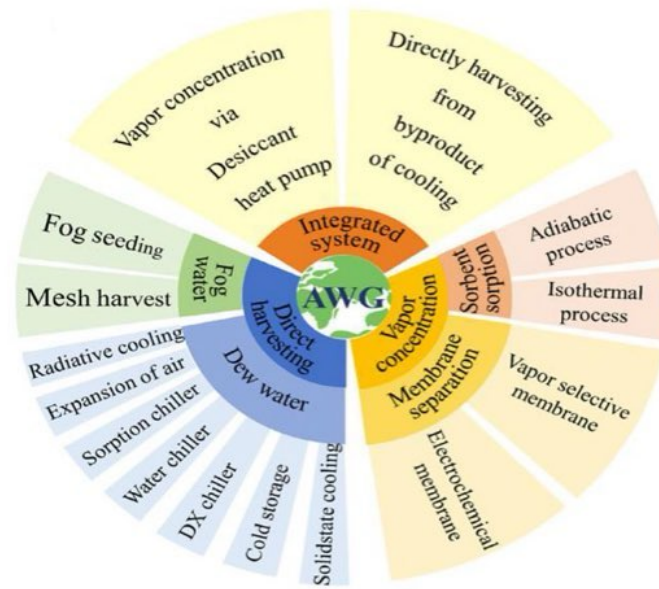 Vapor concentration
via
Desiccant
heat pump
Directly harvesting
from
byproduct
of cooling
Integrated
system
Fog seeding
Mesh harvest
Fog
water
AWG
Direct
harvesting
Dew water
Radiative cooling
Expansion of air
Sorption chiller
Water chiller
DX chiller
Cold storage
Solidstate cooling
Vapor
concentration
Sorbent
sorption
Adiabatic
process
Isothermal
process
Membrane
separation
Vapor selective
membrane
Electrochemical
membrane